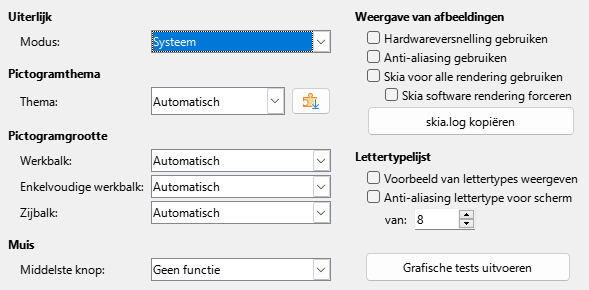 Uiterlijk
Modus: Systeem
Pictogramthema
Thema: Automatisch
Pictogramgrootte
Werkbalk: Automatisch
Enkelvoudige werkbalk: Automatisch
Zijbalk: Automatisch
Muis
Middelste knop: Geen functie
Weergave van afbeeldingen
Hardwareversnelling gebruiken
Anti-aliasing gebruiken
Skia voor alle rendering gebruiken
Skia software rendering forceren
skia.log kopiëren
Lettertypelijst
Voorbeeld van lettertypes weergeven
Anti-aliasing lettertype voor scherm
van: 8
Grafische tests uitvoeren